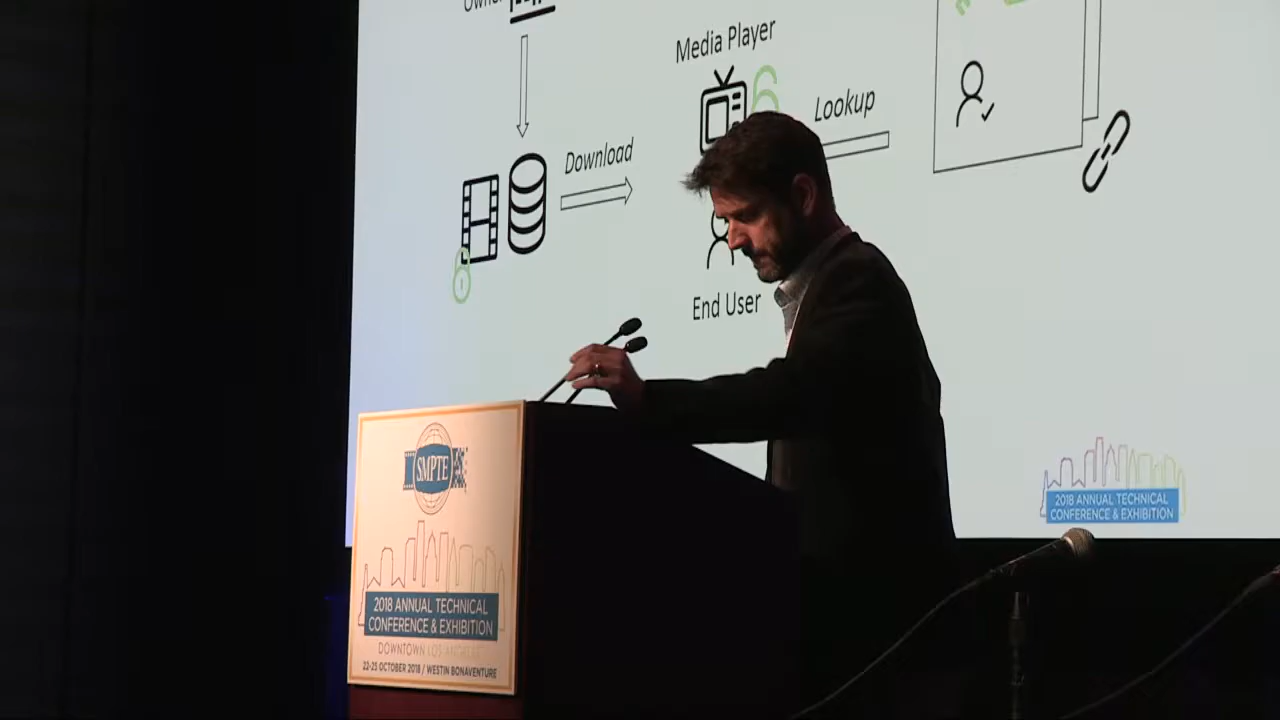 Owner
Media Player
Lookup
Download
End User
2018 ANNUAL TECHNICAL
CONFERENCE & EXHIBITION
SMPTE
2018 ANNUAL TECHNICAL
CONFERENCE & EXHIBITION
DOWNTOWN LOS ANGELES
22-25 OCTOBER 2018 / WESTIN BONAVENTURE